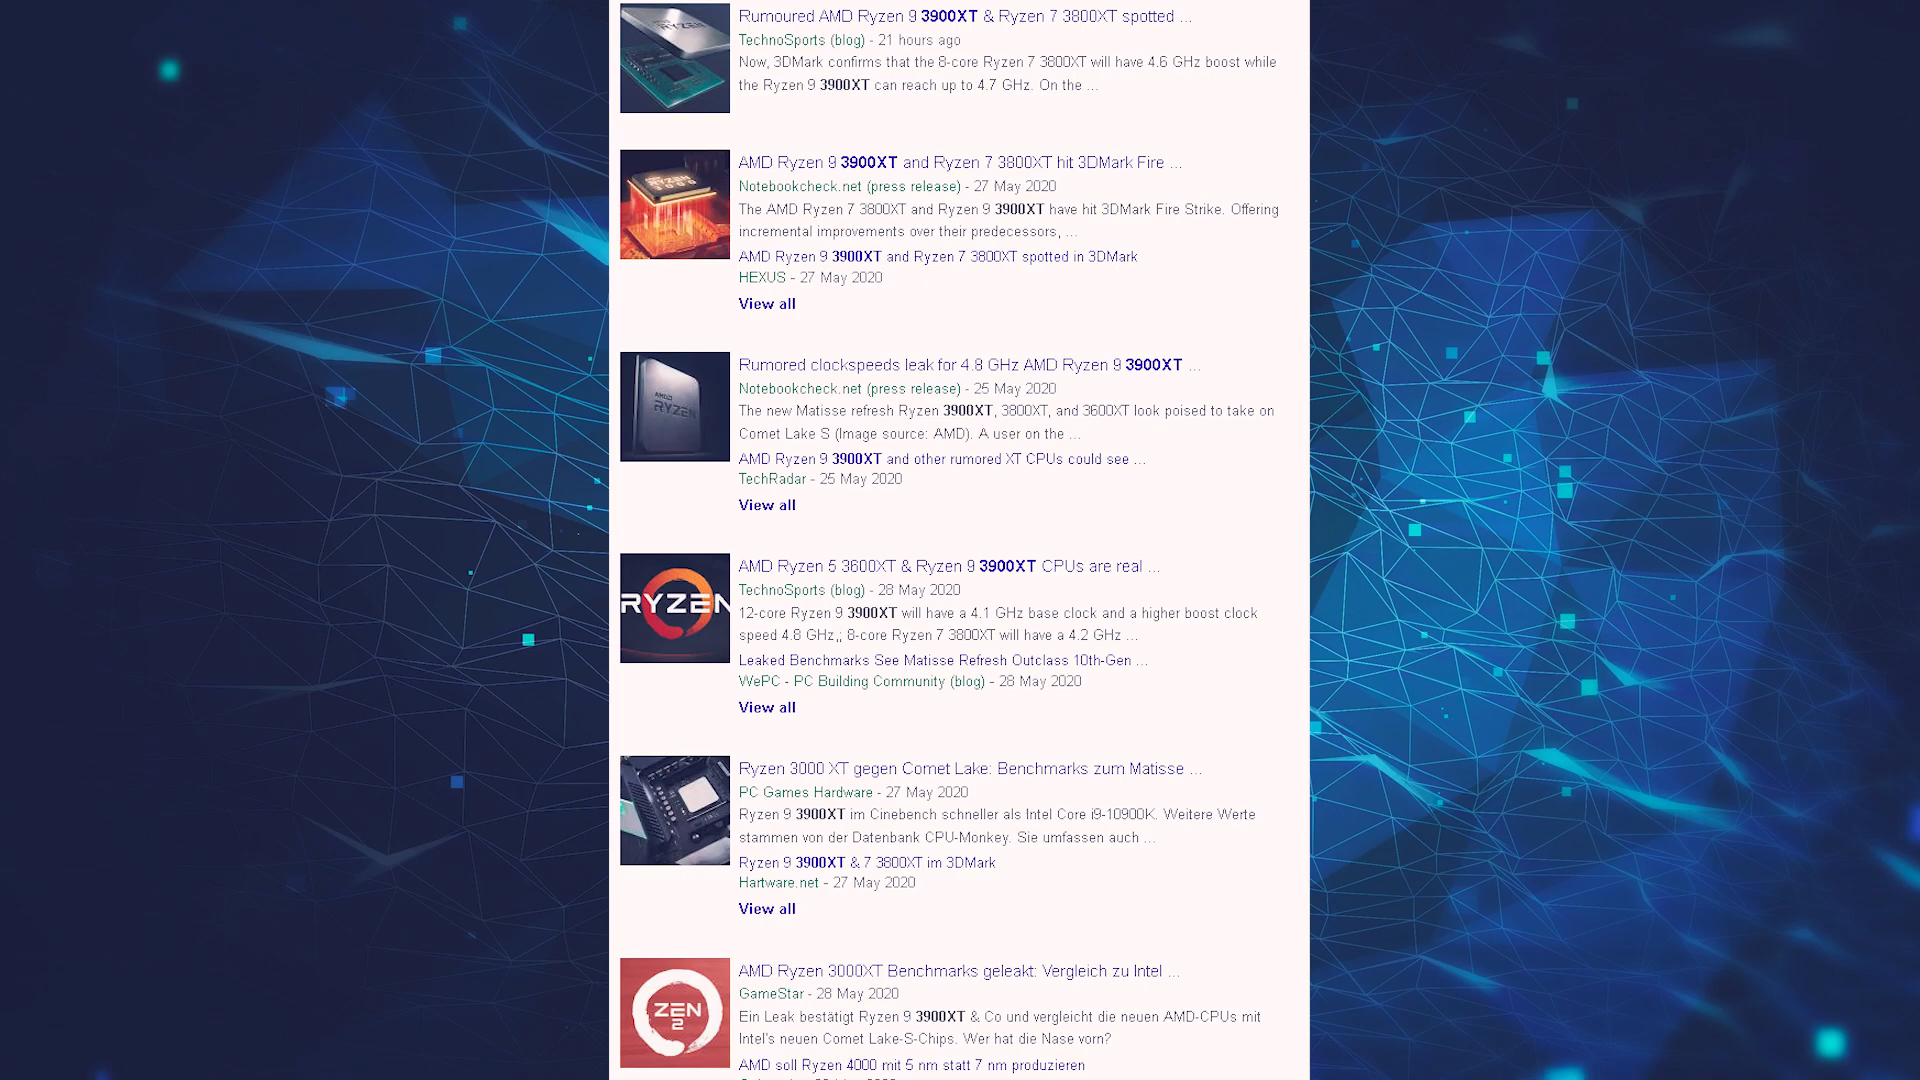 Rumoured AMD Ryzen 9 3900XT & Ryzen 7 3800XT spotted ...
TechnoSports (blog) - 21 hours ago
Now, 3DMark confirms that the 8-core Ryzen 7 3800XT will have 4.6 GHz boost while
the Ryzen 9 3900XT can reach up to 4.7 GHz. On the ...
AMD Ryzen 9 3900XT and Ryzen 7 3800XT hit 3DMark Fire ...
Notebookcheck.net (press release) - 27 May 2020
The AMD Ryzen 7 3800XT and Ryzen 9 3900XT have hit 3DMark Fire Strike. Offering
incremental improvements over their predecessors, ...
AMD Ryzen 9 3900XT and Ryzen 7 3800XT spotted in 3DMark
HEXUS - 27 May 2020
View all
Rumored clockspeeds leak for 4.8 GHz AMD Ryzen 9 3900XT ...
Notebookcheck.net (press release) - 25 May 2020
AMD
RYZEN
The new Matisse refresh Ryzen 3900XT, 3800XT, and 3600XT look poised to take on
Comet Lake S (Image source: AMD). A user on the ...
AMD Ryzen 9 3900XT and other rumored XT CPUs could see ...
TechRadar - 25 May 2020
View all
AMD Ryzen 5 3600XT & Ryzen 9 3900XT CPUs are real ...
TechnoSports (blog) - 28 May 2020
RYZEN
12-core Ryzen 9 3900XT will have a 4.1 GHz base clock and a higher boost clock
speed 4.8 GHz,; 8-core Ryzen 7 3800XT will have a 4.2 GHz ...
Leaked Benchmarks See Matisse Refresh Outclass 10th-Gen ...
WePC - PC Building Community (blog) - 28 May 2020
View all
Ryzen 3000 XT gegen Comet Lake: Benchmarks zum Matisse ...
PC Games Hardware - 27 May 2020
Ryzen 9 3900XT im Cinebench schneller als Intel Core i9-10900K. Weitere Werte
stammen von der Datenbank CPU-Monkey. Sie umfassen auch ...
Ryzen 9 3900XT & 7 3800XT im 3DMark
Hartware.net - 27 May 2020
View all
AMD Ryzen 3000XT Benchmarks geleakt: Vergleich zu Intel ...
GameStar - 28 May 2020
ZEN
2
Ein Leak bestätigt Ryzen 9 3900XT & Co und vergleicht die neuen AMD-CPUs mit
Intel's neuen Comet Lake-S-Chips. Wer hat die Nase vorn?
AMD soll Ryzen 4000 mit 5 nm statt 7 nm produzieren